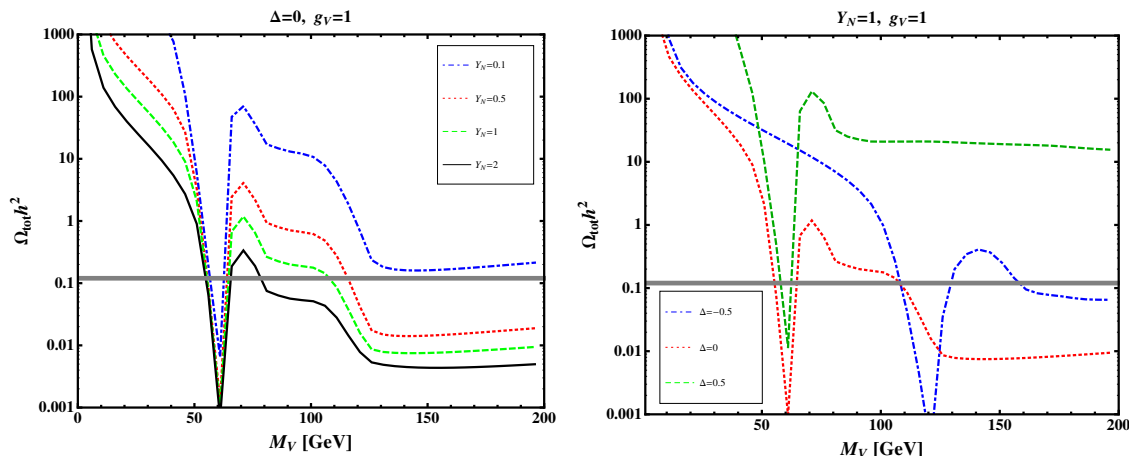 Δ=0, g_V=1
1000
100
10
1
0.1
0.01
0.001
Ω_tot h²
Y_N=0.1
Y_N=0.5
Y_N=1
Y_N=2
0 50 100 150 200
M_V [GeV]
Y_N=1, g_V=1
1000
100
10
1
0.1
0.01
0.001
Ω_tot h²
Δ=-0.5
Δ=0
Δ=0.5
50 100 150 200
M_V [GeV]